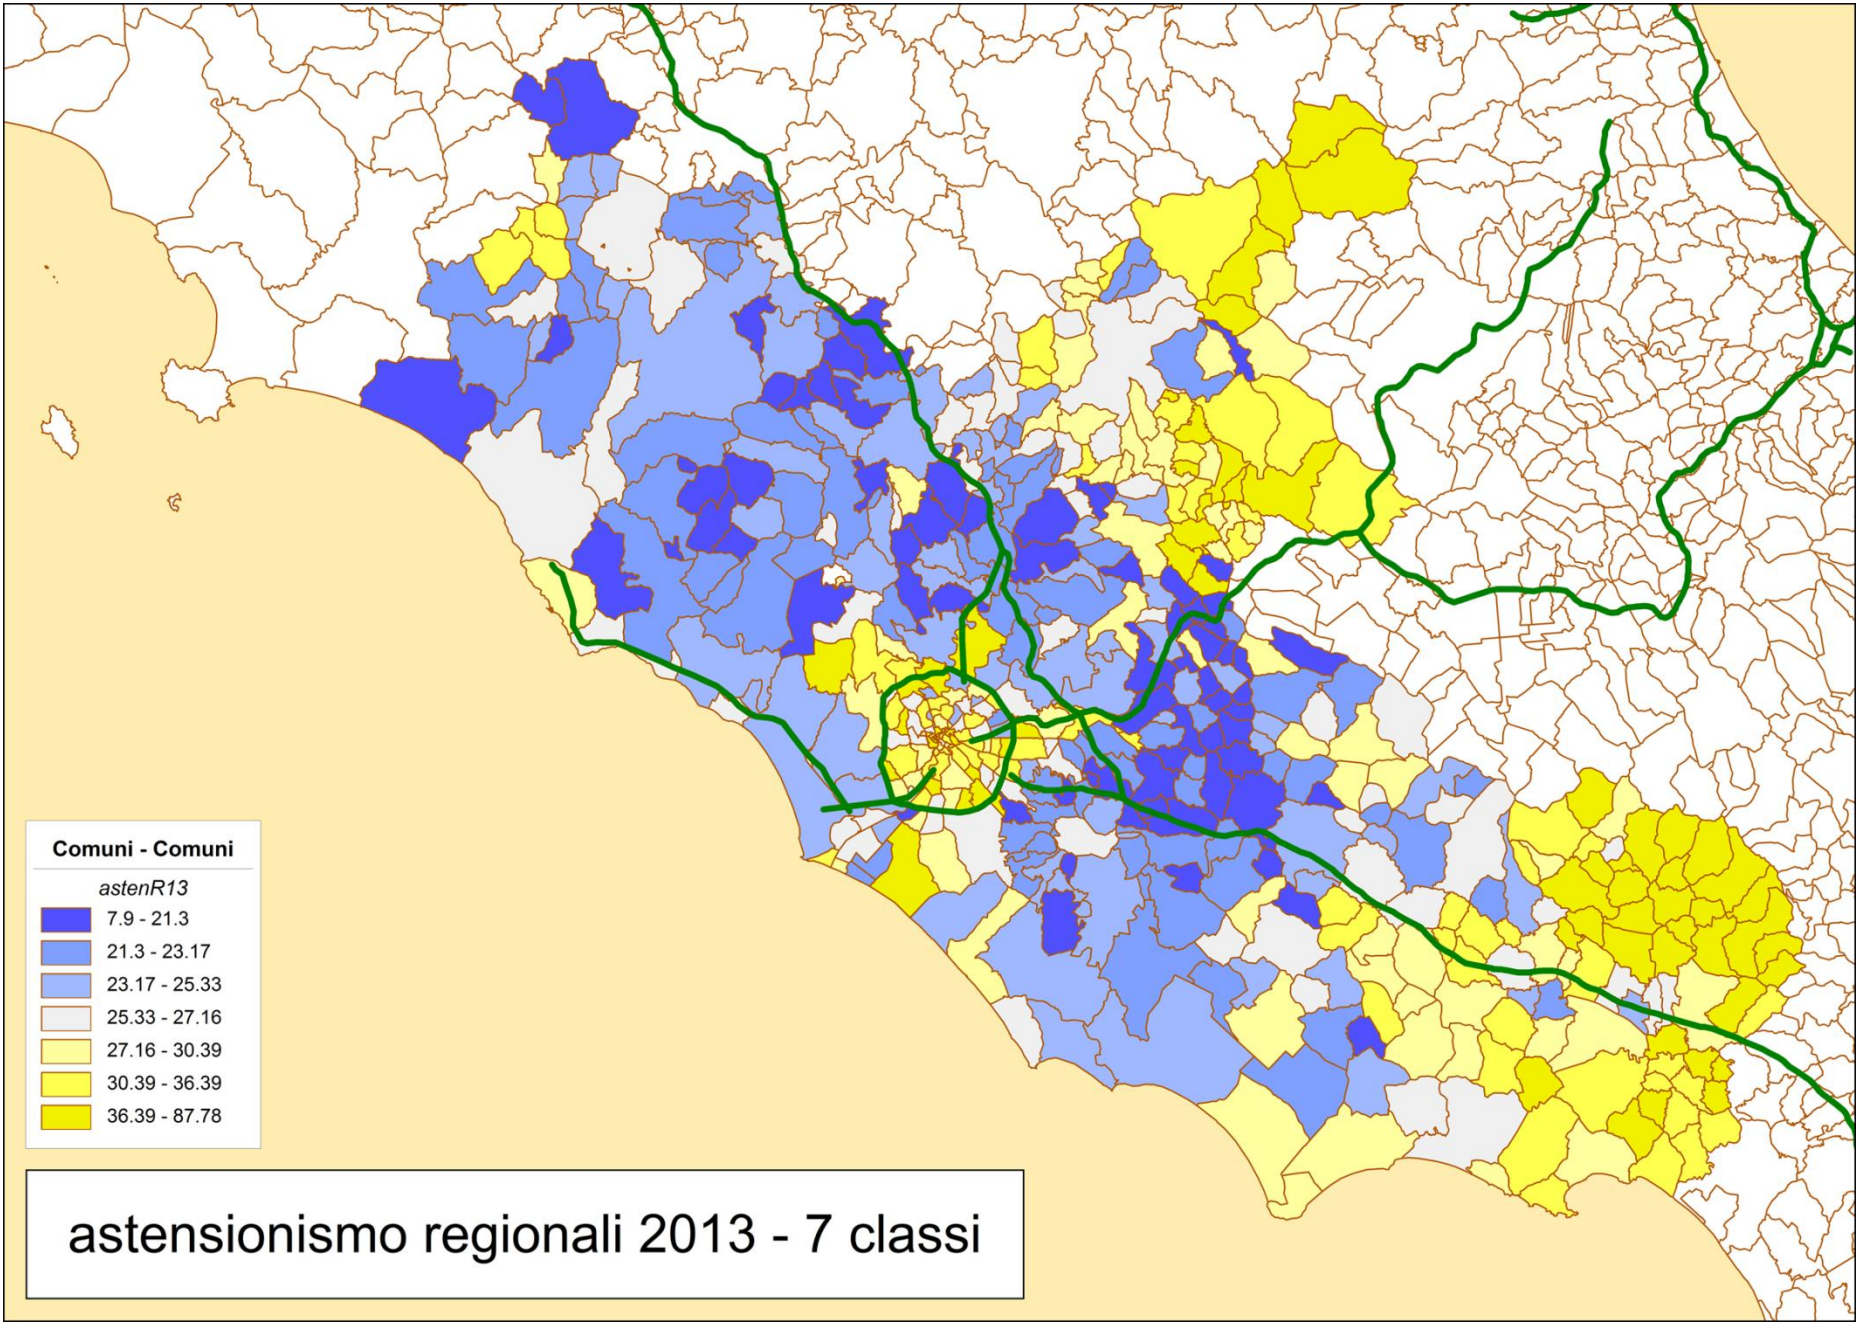 Comuni - Comuni
astenR13
7.9 - 21.3
21.3 - 23.17
23.17 - 25.33
25.33 - 27.16
27.16 - 30.39
30.39 - 36.39
36.39 - 87.78
astensionismo regionali 2013 - 7 classi